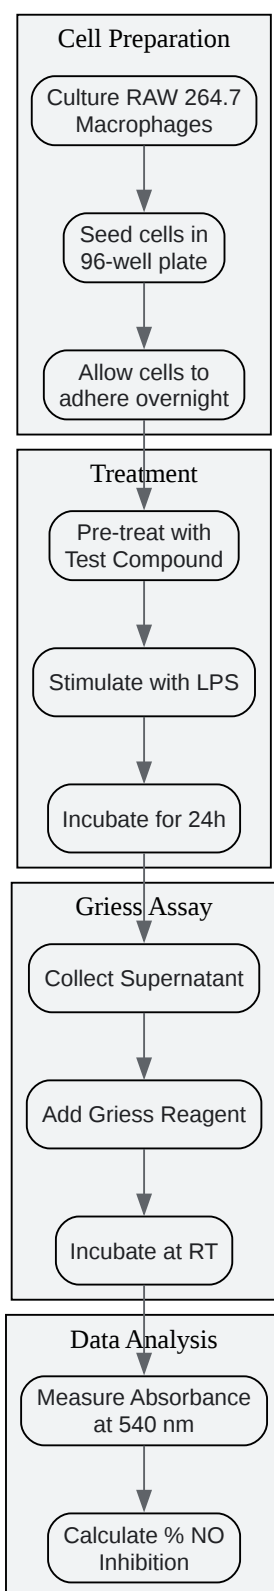 Cell Preparation
Culture RAW 264.7
Macrophages
Seed cells in
96-well plate
Allow cells to
adhere overnight
Treatment
Pre-treat with
Test Compound
Stimulate with LPS
Incubate for 24h
Griess Assay
Collect Supernatant
Add Griess Reagent
Incubate at RT
Data Analysis
Measure Absorbance
at 540 nm
Calculate % NO
Inhibition